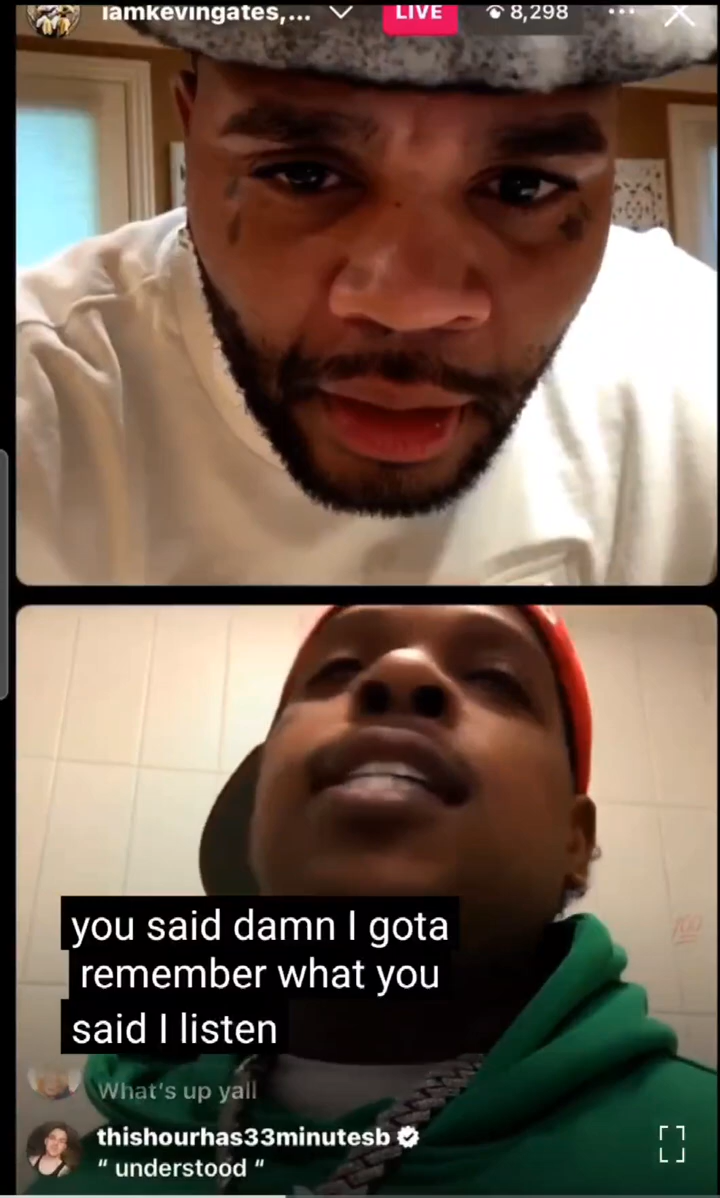 iamkevingates,...
LIVE
8,298
you said damn I gota
remember what you
said I listen
What's up yall
thishourhas33minutesb
“ understood “